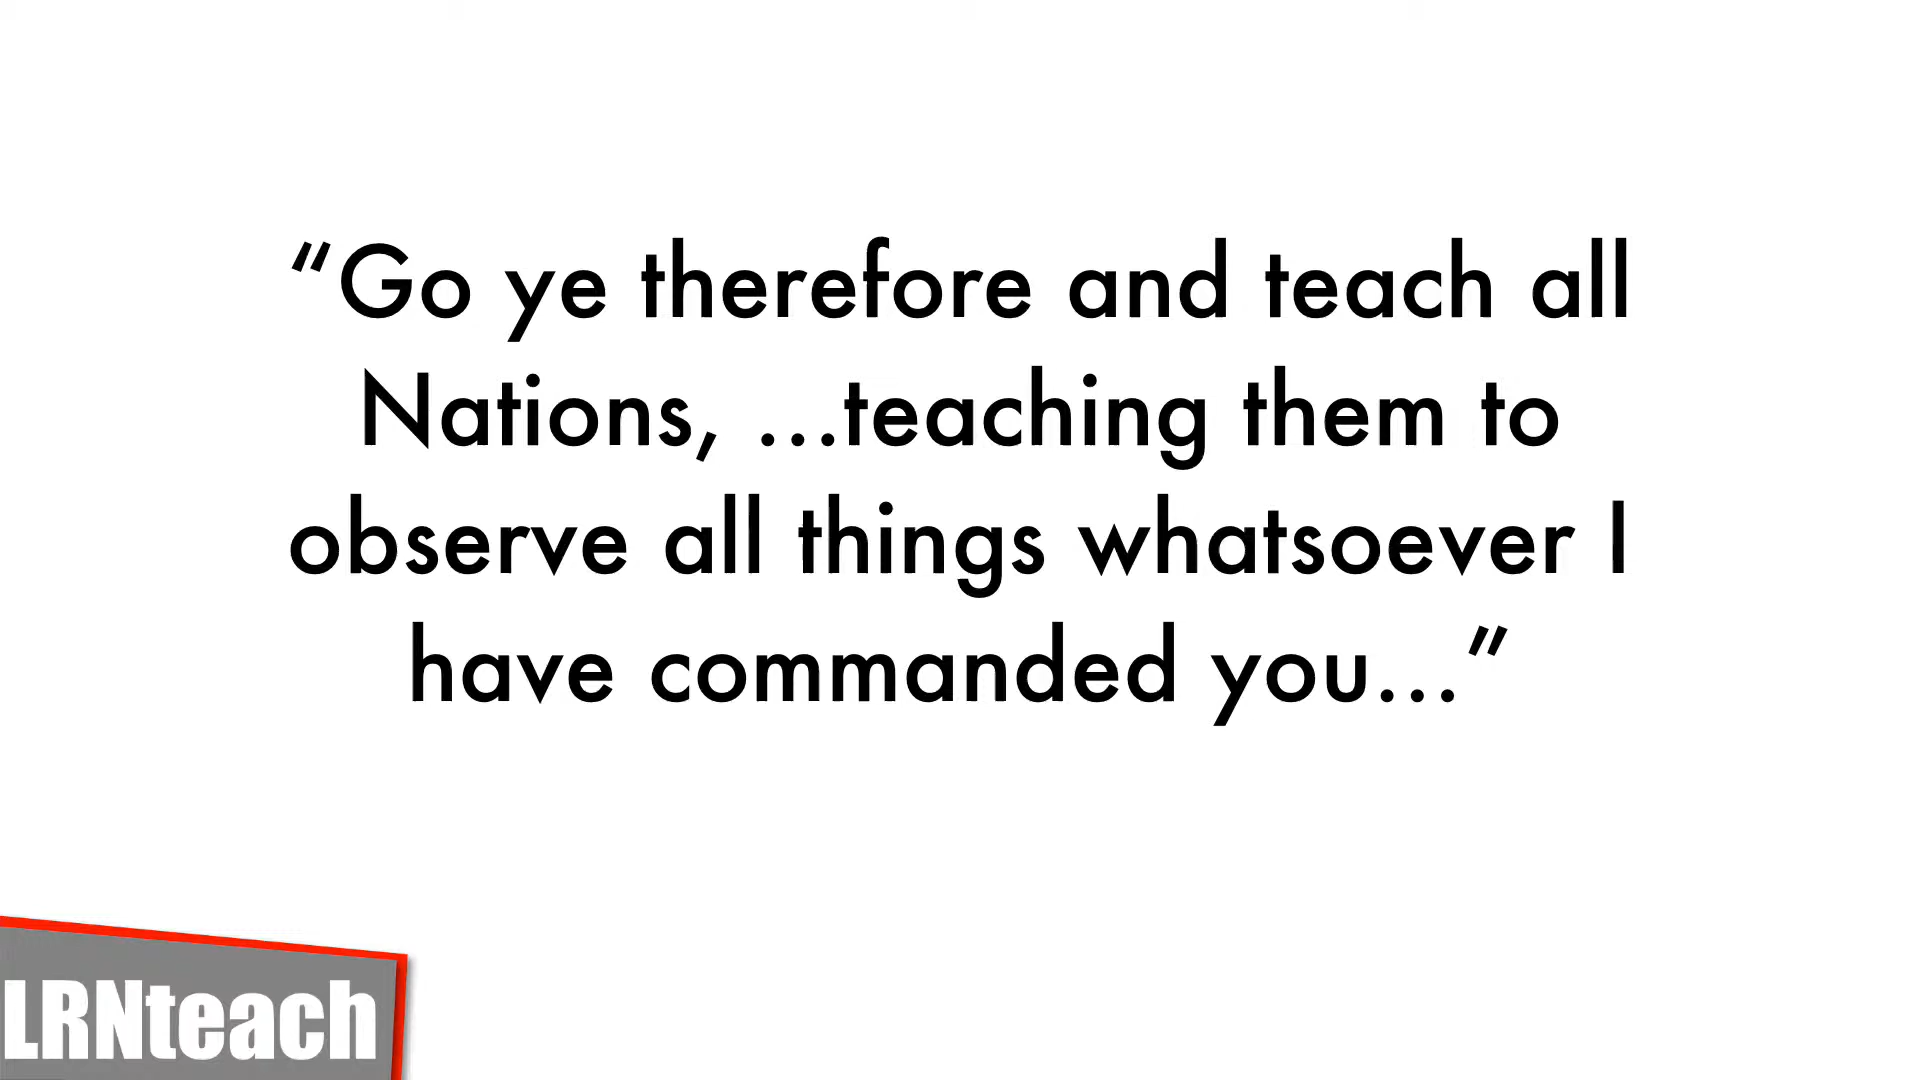 “Go ye therefore and teach all
Nations, ...teaching them to
observe all things whatsoever I
have commanded you...”
LRNteach